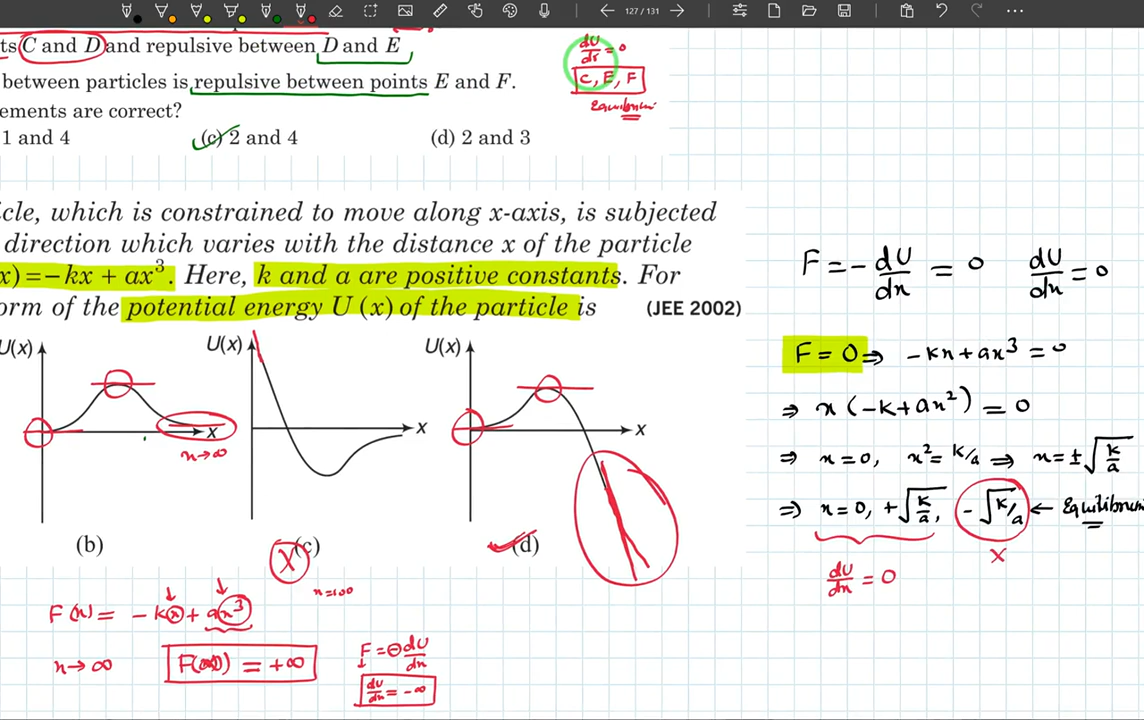 127 / 131
ts C and D and repulsive between D and E
between particles is repulsive between points E and F.
ements are correct?
1 and 4
(c) 2 and 4
(d) 2 and 3
dU/dr = 0
C, E, F
Equilibrium
cle, which is constrained to move along x-axis, is subjected
direction which varies with the distance x of the particle
x) = −kx + ax³. Here, k and a are positive constants. For
orm of the potential energy U (x) of the particle is
(JEE 2002)
U(x)
x
x→∞
(b)
U(x)
x
X (c)
U(x)
x
(d)
F(x) = −kx + ax³
x→∞
F(∞) = +∞
F = −dU/dx
dU/dx = −∞
F = −dU/dx = 0
dU/dx = 0
F = 0 ⇒ −kx + ax³ = 0
⇒ x(−k + ax²) = 0
⇒ x = 0, x² = k/a ⇒ x = ±√(k/a)
⇒ x = 0, +√(k/a), −√(k/a) ← Equilibrium
X
dU/dx = 0